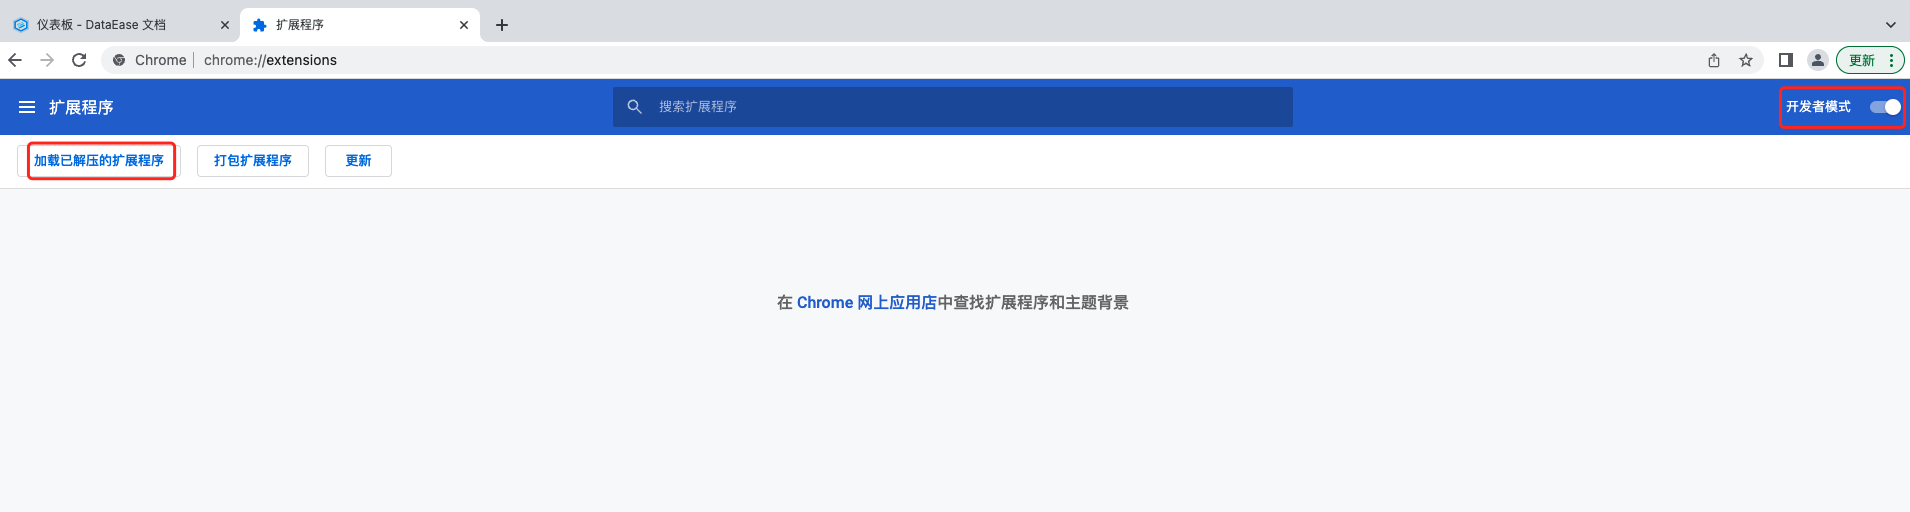 仪表板 - DataEase 文档
扩展程序
Chrome
chrome://extensions
更新
扩展程序
搜索扩展程序
开发者模式
加载已解压的扩展程序
打包扩展程序
更新
在 Chrome 网上应用店中查找扩展程序和主题背景